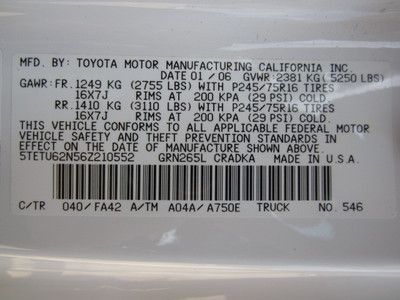 MFD. BY: TOYOTA MOTOR MANUFACTURING CALIFORNIA INC.
DATE 01 / 06 GVWR: 2381 KG ( 5250 LBS)
GAWR: FR. 1249 KG (2755 LBS) WITH P245/75R16 TIRES
16X7J RIMS AT 200 KPA (29 PSI) COLD.
RR. 1410 KG (3110 LBS) WITH P245/75R16 TIRES
16X7J RIMS AT 200 KPA (29 PSI) COLD.
THIS VEHICLE CONFORMS TO ALL APPLICABLE FEDERAL MOTOR
VEHICLE SAFETY AND THEFT PREVENTION STANDARDS IN
EFFECT ON THE DATE OF MANUFACTURE SHOWN ABOVE.
5TETU62N56Z210552 GRN265L CRADKA MADE IN U.S.A.
C/TR 040/FA42 A/TM A04A/ A750E TRUCK NO. 546